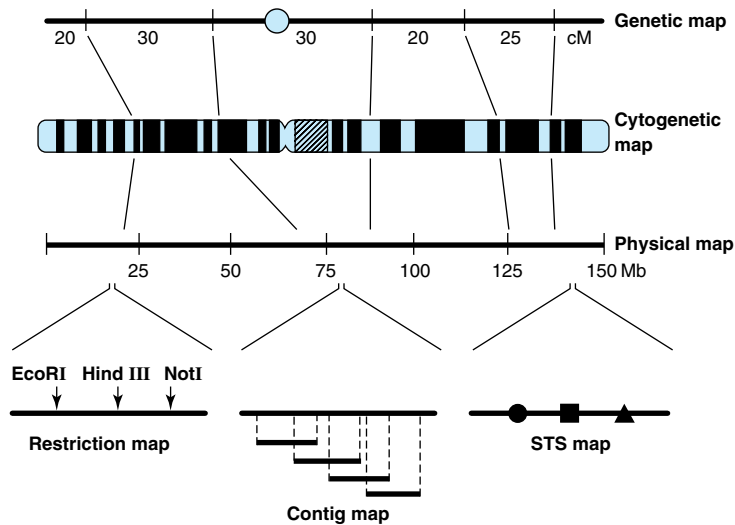 Genetic map
20 30 30 20 25 cM
Cytogenetic
map
Physical map
25 50 75 100 125 150 Mb
EcoRI Hind III NotI
Restriction map
STS map
Contig map